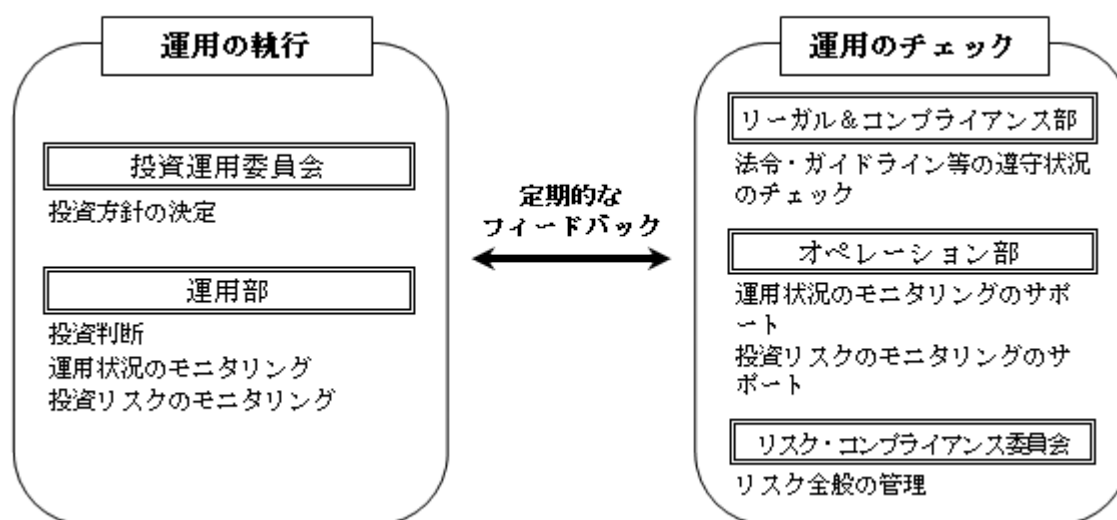 運用の執行
投資運用委員会
投資方針の決定
運用部
投資判断
運用状況のモニタリング
投資リスクのモニタリング
定期的な
フィードバック
運用のチェック
リーガル&コンプライアンス部
法令・ガイドライン等の遵守状況
のチェック
オペレーション部
運用状況のモニタリングのサポ
ート
投資リスクのモニタリングのサ
ポート
リスク・コンプライアンス委員会
リスク全般の管理